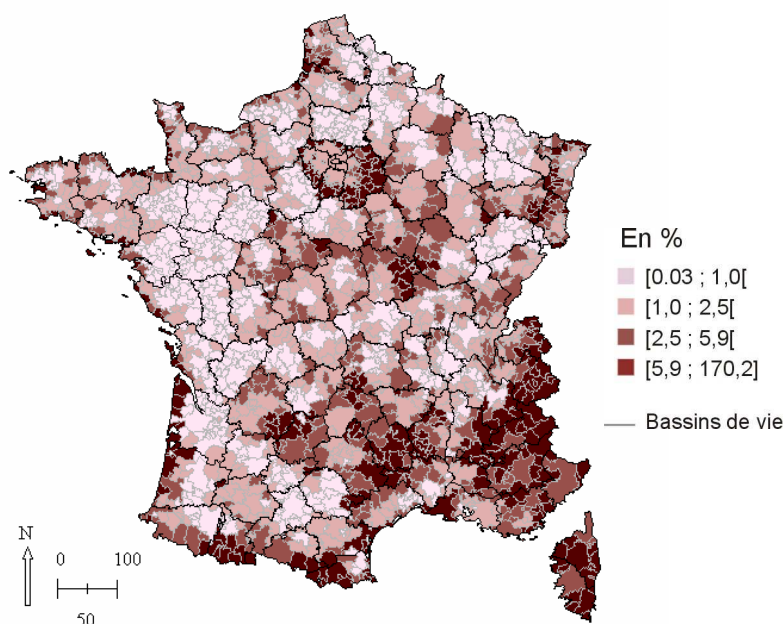 En %
[0.03 ; 1,0[
[1,0 ; 2,5[
[2,5 ; 5,9[
[5,9 ; 170,2]
Bassins de vie
N
0 100
50